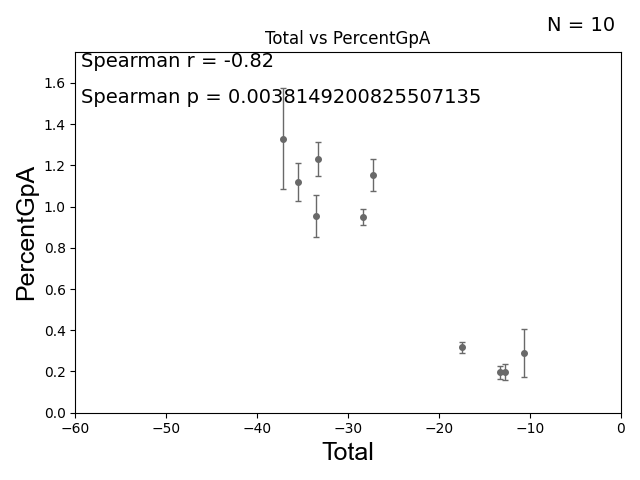 N = 10
Total vs PercentGpA
Spearman r = -0.82
Spearman p = 0.0038149200825507135
PercentGpA
1.6
1.4
1.2
1.0
0.8
0.6
0.4
0.2
0.0
−60 −50 −40 −30 −20 −10 0
Total